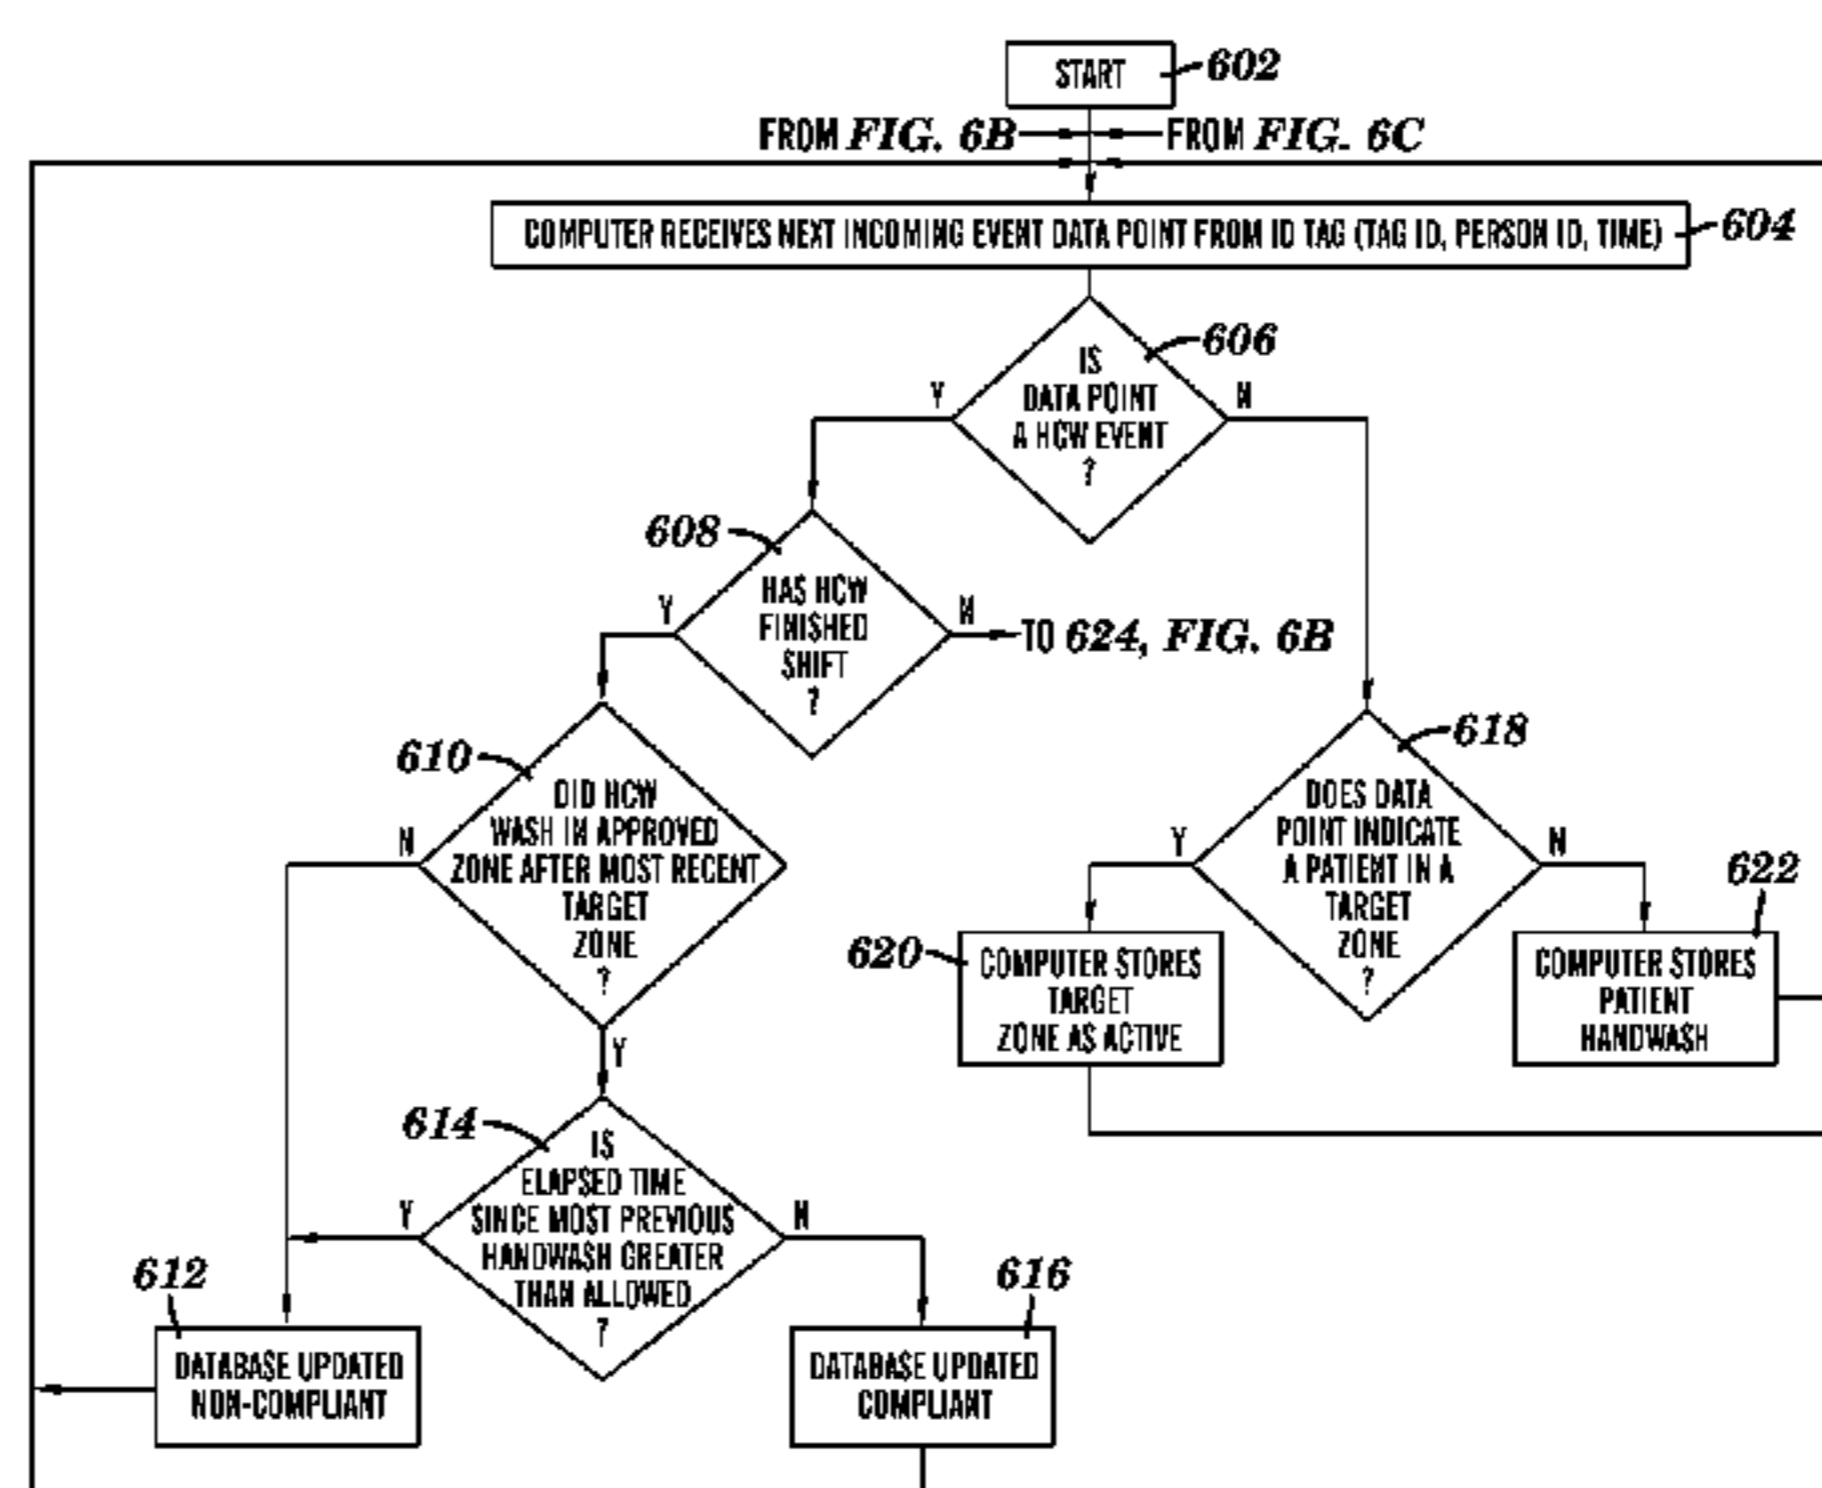 START
602
FROM FIG. 6B
FROM FIG. 6C
COMPUTER RECEIVES NEXT INCOMING EVENT DATA POINT FROM ID TAG (TAG ID, PERSON ID, TIME)
604
606
IS
DATA POINT
A HCW EVENT
?
Y
N
608
HAS HCW
FINISHED
SHIFT
?
Y
N
TO 624, FIG. 6B
610
DID HCW
WASH IN APPROVED
ZONE AFTER MOST RECENT
TARGET
ZONE
?
N
Y
618
DOES DATA
POINT INDICATE
A PATIENT IN A
TARGET
ZONE
?
Y
N
620
COMPUTER STORES
TARGET
ZONE AS ACTIVE
622
COMPUTER STORES
PATIENT
HANDWASH
614
IS
ELAPSED TIME
SINCE MOST PREVIOUS
HANDWASH GREATER
THAN ALLOWED
?
Y
N
612
DATABASE UPDATED
NON-COMPLIANT
616
DATABASE UPDATED
COMPLIANT